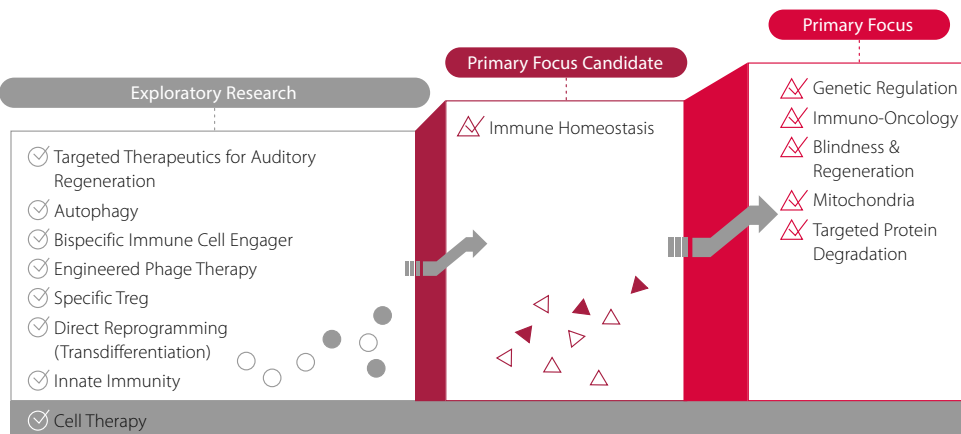 Exploratory Research
Targeted Therapeutics for Auditory
Regeneration
Autophagy
Bispecific Immune Cell Engager
Engineered Phage Therapy
Specific Treg
Direct Reprogramming
(Transdifferentiation)
Innate Immunity
Cell Therapy
Primary Focus Candidate
Immune Homeostasis
Primary Focus
Genetic Regulation
Immuno-Oncology
Blindness &
Regeneration
Mitochondria
Targeted Protein
Degradation